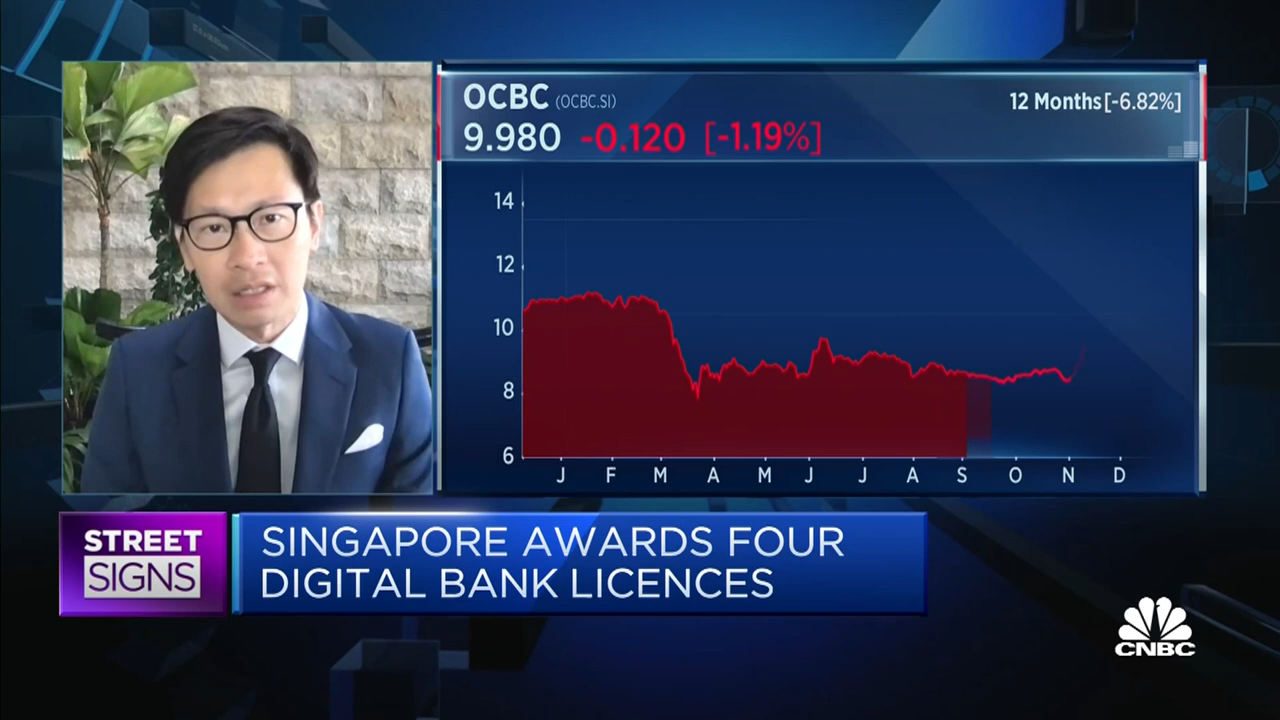 OCBC (OCBC.SI)
12 Months [-6.82%]
9.980 -0.120 [-1.19%]
14
12
10
8
6
J F M A M J J A S O N D
STREET
SIGNS
SINGAPORE AWARDS FOUR
DIGITAL BANK LICENCES
CNBC